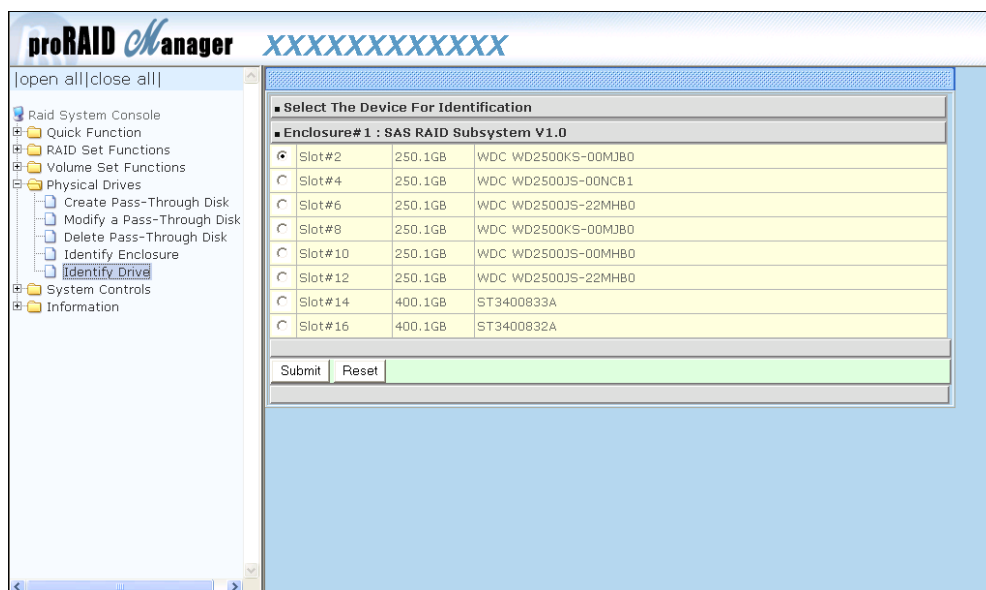 proRAID Manager
XXXXXXXXXXXX
|open all|close all|
Raid System Console
Quick Function
RAID Set Functions
Volume Set Functions
Physical Drives
Create Pass-Through Disk
Modify a Pass-Through Disk
Delete Pass-Through Disk
Identify Enclosure
Identify Drive
System Controls
Information
Select The Device For Identification
Enclosure#1 : SAS RAID Subsystem V1.0
Slot#2 250.1GB WDC WD2500KS-00MJB0
Slot#4 250.1GB WDC WD2500JS-00NCB1
Slot#6 250.1GB WDC WD2500JS-22MHB0
Slot#8 250.1GB WDC WD2500KS-00MJB0
Slot#10 250.1GB WDC WD2500JS-00MHB0
Slot#12 250.1GB WDC WD2500JS-22MHB0
Slot#14 400.1GB ST3400833A
Slot#16 400.1GB ST3400832A
Submit Reset